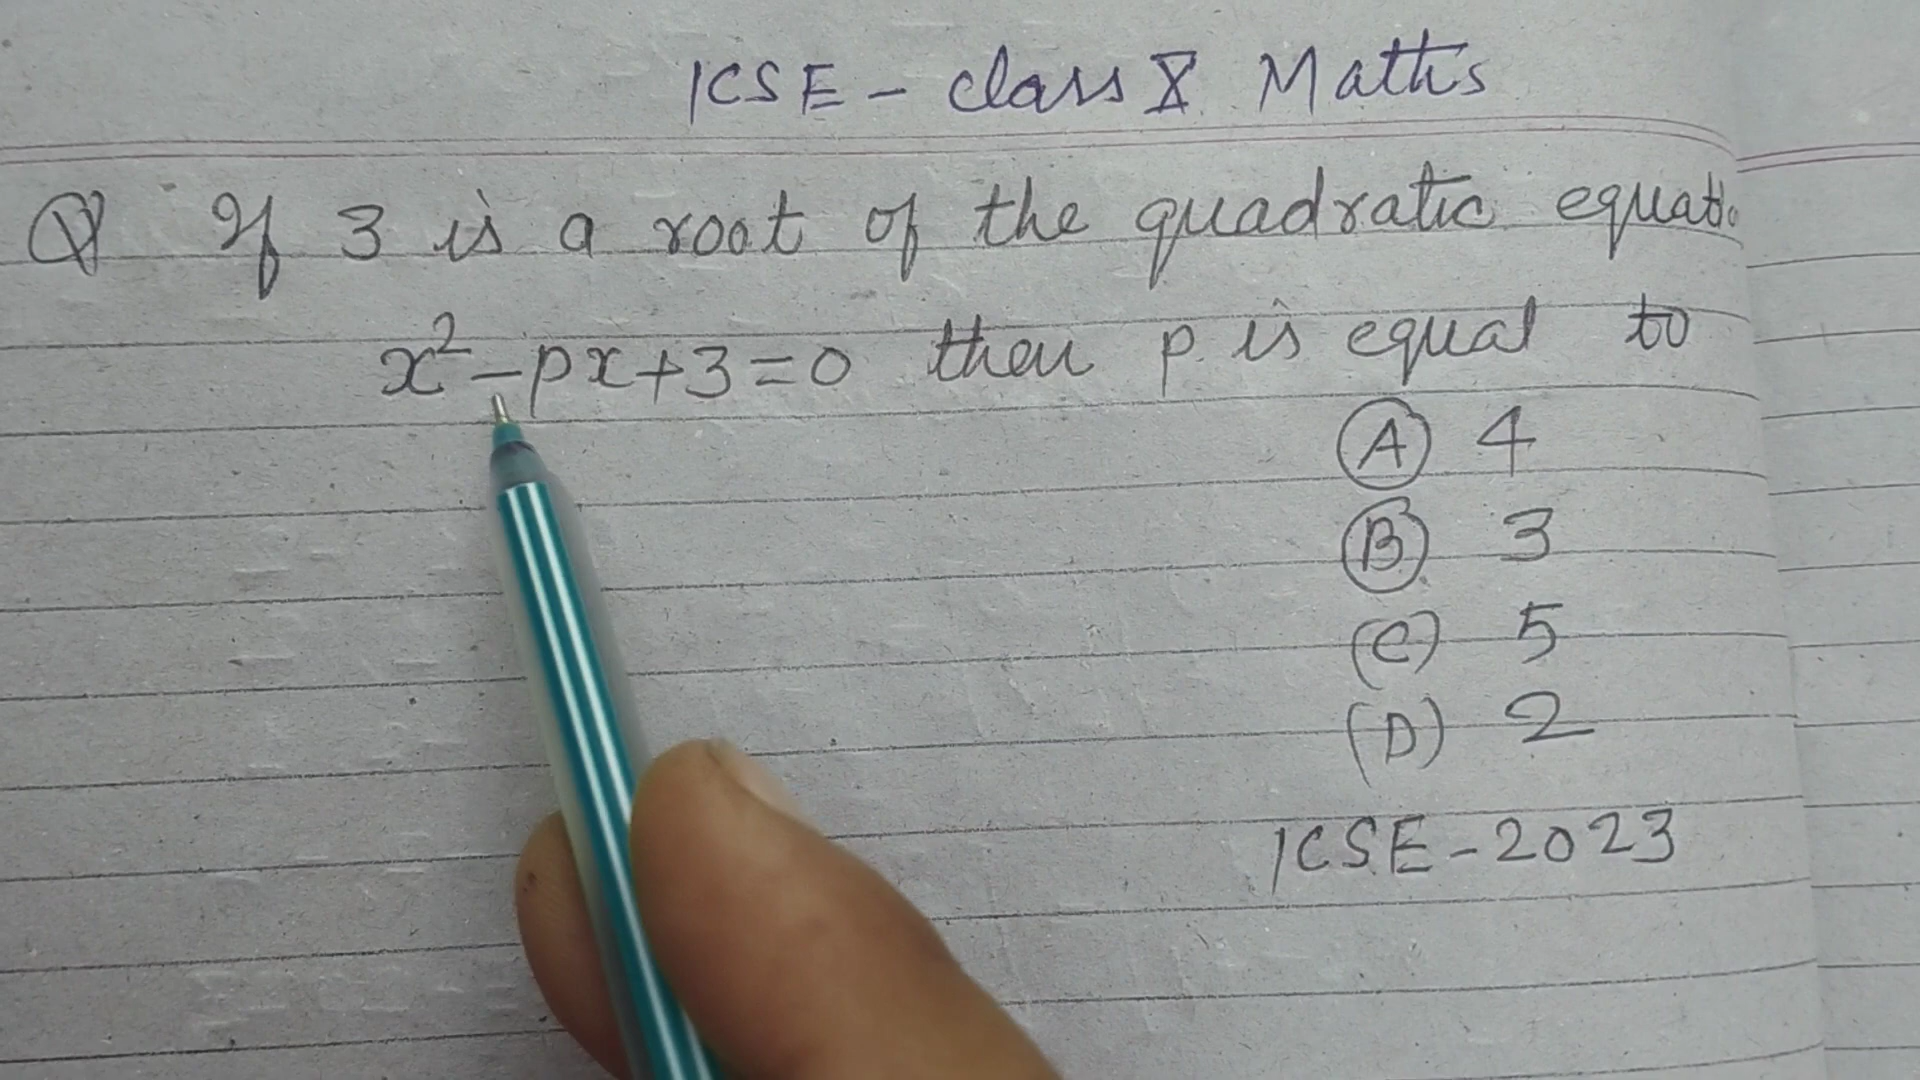 ICSE - class X Maths
Q If 3 is a root of the quadratic
x² - px + 3 = 0 then p is equal to
(A) 4
(B) 3
(C) 5
(D) 2
ICSE - 2023